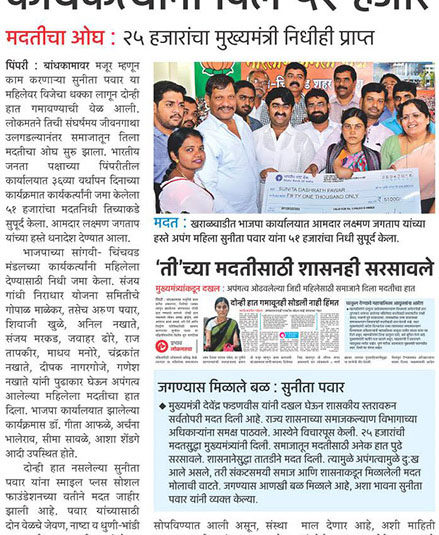 मदतीचा ओघ : २५ हजारांचा मुख्यमंत्री निधीही प्राप्त
पिंपरी : बांधकामावर मजूर म्हणून
काम करणाऱ्या सुनीता पवार या
महिलेवर विजेचा धक्का लागून दोन्ही
हात गमावण्याची वेळ आली.
लोकमतने तिची संघर्षमय जीवनगाथा
उलगडल्यानंतर समाजातून तिला
मदतीचा ओघ सुरू झाला. भारतीय
जनता पक्षाच्या पिंपरीतील
कार्यालयात ३६व्या वर्धापन दिनाच्या
कार्यक्रमात कार्यकर्त्यांनी जमा केलेला
५१ हजारांचा मदतनिधी तिच्याकडे
सुपूर्द केला. आमदार लक्ष्मण जगताप
यांच्या हस्ते धनादेश देण्यात आला.
भाजपाच्या सांगवी- चिंचवड
मंडलच्या कार्यकर्त्यांनी महिलेला
देण्यासाठी निधी जमा केला. संजय
गांधी निराधार योजना समितीचे
गोपाळ माळेकर, तसेच अरुण पवार,
शिवाजी खुळे, अनिल नखाते,
संजय मरकड, जवाहर ढोरे, राज
तापकीर, माधव मनोरे, चंद्रकांत
नखाते, दीपक नागरगोजे, गणेश
नखाते यांनी पुढाकार घेऊन अपंगत्व
आलेल्या महिलेला मदतीचा हात
दिला. भाजपा कार्यालयात झालेल्या
कार्यक्रमास डॉ. गीता आफळे, अर्चना
भालेराव, सीमा सावळे, आशा शेंडगे
आदी उपस्थित होते.
दोन्ही हात नसलेल्या सुनीता
पवार यांना स्माइल प्लस सोशल
फाउंडेशनच्या वतीने मदत जाहीर
झाली आहे. पवार यांच्यासाठी
दोन वेळचे जेवण, नाष्टा व धुणी-भांडी
SUNITA DASHRATH PAWAR
FIFTY ONE THOUSAND ONLY
51000
मदत : खराळवाडीत भाजपा कार्यालयात आमदार लक्ष्मण जगताप यांच्या
हस्ते अपंग महिला सुनीता पवार यांना ५१ हजारांचा निधी सुपूर्द केला.
‘ती’च्या मदतीसाठी शासनही सरसावले
मुख्यमंत्र्यांकडून दखल : अपंगत्व ओढवलेल्या जिद्दी महिलेसाठी समाजाने दिला मदतीचा हात
दोन्ही हात गमावूनही सोडली नाही हिंमत
प्रभाव
लोकमतचा
जगण्यास मिळाले बळ : सुनीता पवार
◆ मुख्यमंत्री देवेंद्र फडणवीस यांनी दखल घेऊन शासकीय स्तरावरुन
सर्वतोपरी मदत दिली आहे. राज्य शासनाच्या समाजकल्याण विभागाच्या
अधिकाऱ्यांना समक्ष पाठवले. आस्थेने विचारपूस केली. २५ हजारांची
मदतसुद्धा मुख्यमंत्र्यांनी दिली. समाजातून मदतीसाठी अनेक हात पुढे
सरसावले. शासनानेसुद्धा तातडीने मदत दिली. त्यामुळे अपंगत्वामुळे दुःख
आले असले, तरी संकटसमयी समाज आणि शासनाकडून मिळालेली मदत
मोलाची वाटते. जगण्यास आणखी बळ मिळाले आहे, अशा भावना सुनीता
पवार यांनी व्यक्त केल्या.
सोपविण्यात आली असून, संस्था
माल देणार आहे, अशी माहिती